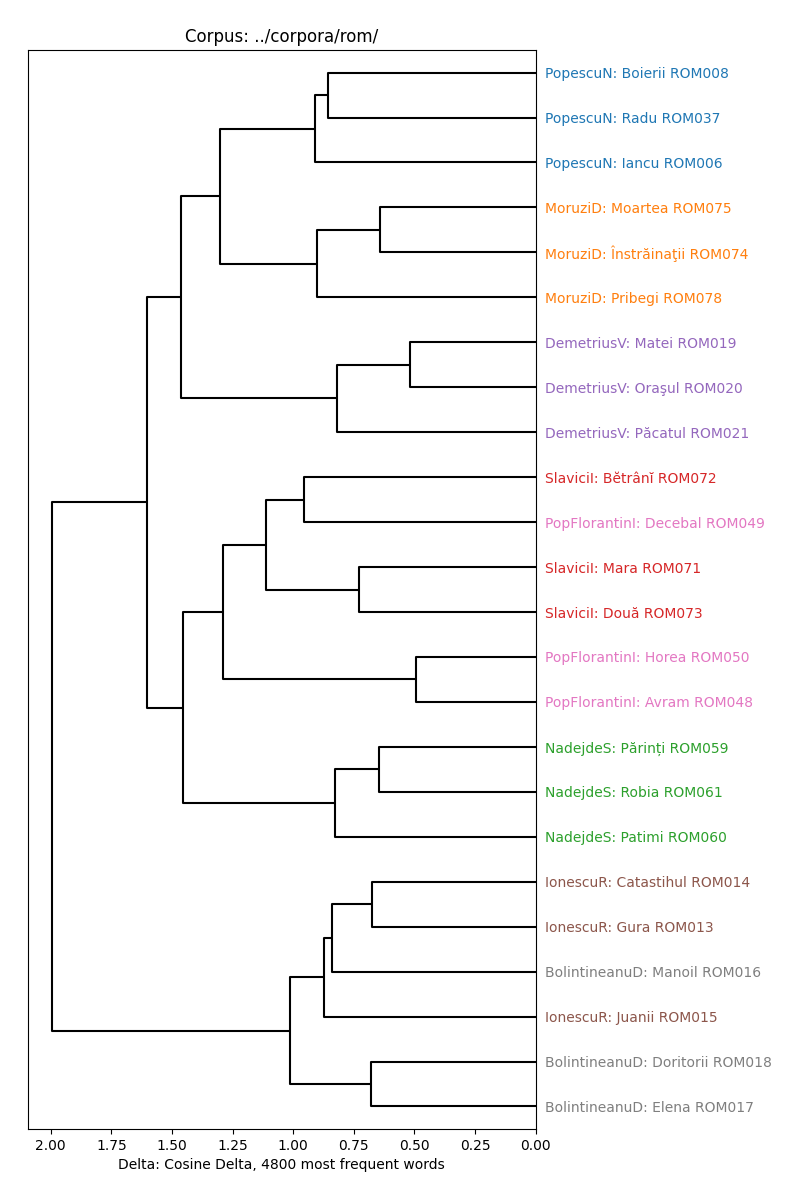 Corpus: ../corpora/rom/
PopescuN: Boierii ROM008
PopescuN: Radu ROM037
PopescuN: Iancu ROM006
MoruziD: Moartea ROM075
MoruziD: Înstrăinaţii ROM074
MoruziD: Pribegi ROM078
DemetriusV: Matei ROM019
DemetriusV: Oraşul ROM020
DemetriusV: Păcatul ROM021
SlaviciI: Bĕtrânĭ ROM072
PopFlorantinI: Decebal ROM049
SlaviciI: Mara ROM071
SlaviciI: Două ROM073
PopFlorantinI: Horea ROM050
PopFlorantinI: Avram ROM048
NadejdeS: Părinți ROM059
NadejdeS: Robia ROM061
NadejdeS: Patimi ROM060
IonescuR: Catastihul ROM014
IonescuR: Gura ROM013
BolintineanuD: Manoil ROM016
IonescuR: Juanii ROM015
BolintineanuD: Doritorii ROM018
BolintineanuD: Elena ROM017
2.00 1.75 1.50 1.25 1.00 0.75 0.50 0.25 0.00
Delta: Cosine Delta, 4800 most frequent words